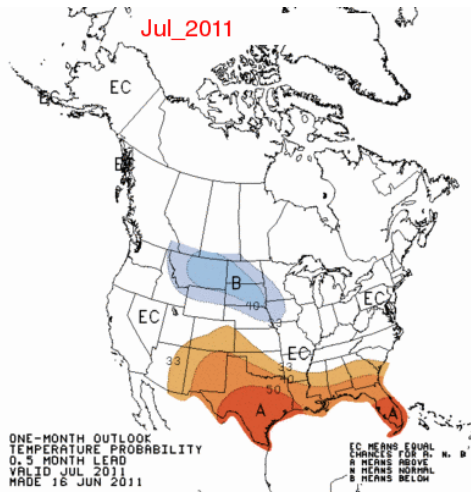 Jul_2011
EC
EC
EC
B
40
33
EC
EC
EC
33
33
40
50
A
A
ONE-MONTH OUTLOOK
TEMPERATURE PROBABILITY
0.5 MONTH LEAD
VALID JUL 2011
MADE 16 JUN 2011
EC MEANS EQUAL
CHANCES FOR A, N, B
A MEANS ABOVE
N MEANS NORMAL
B MEANS BELOW